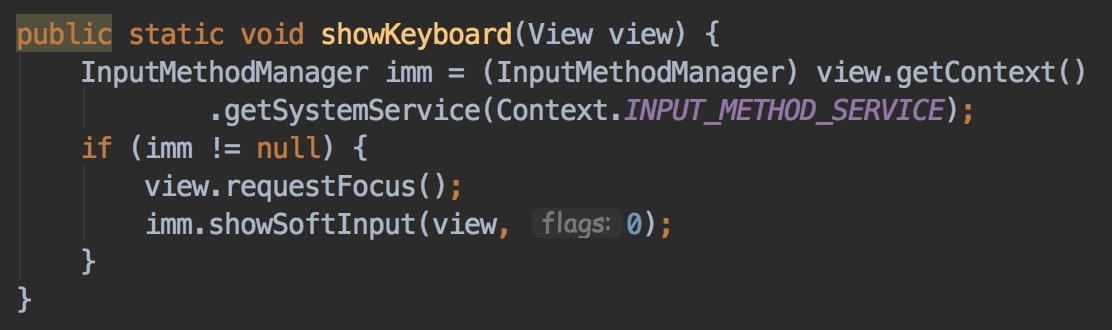 public static void showKeyboard(View view) {
InputMethodManager imm = (InputMethodManager) view.getContext()
.getSystemService(Context.INPUT_METHOD_SERVICE);
if (imm != null) {
view.requestFocus();
imm.showSoftInput(view, flags: 0);
}
}